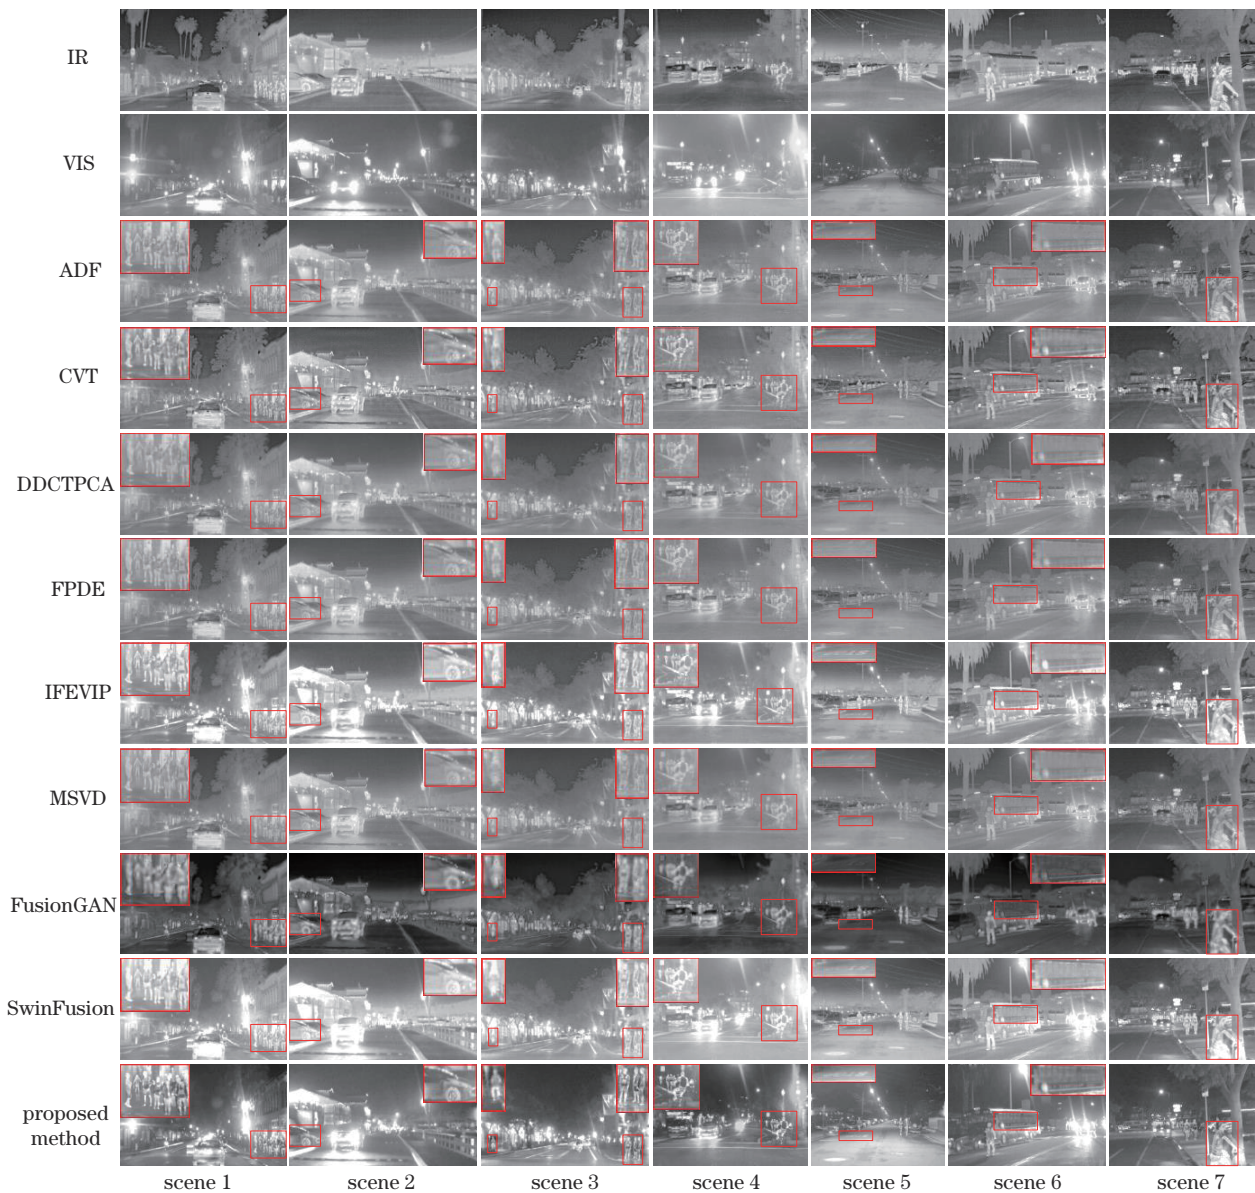 IR
VIS
ADF
CVT
DDCTPCA
FPDE
IFEVIP
MSVD
FusionGAN
SwinFusion
proposed
method
scene 1
scene 2
scene 3
scene 4
scene 5
scene 6
scene 7